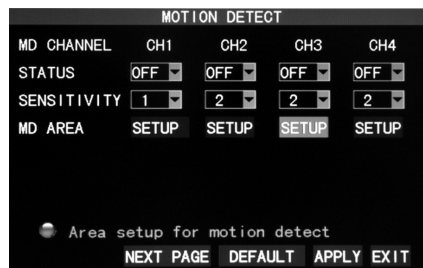 MOTION DETECT
MD CHANNEL CH1 CH2 CH3 CH4
STATUS OFF OFF OFF OFF
SENSITIVITY 1 2 2 2
MD AREA SETUP SETUP SETUP SETUP
Area setup for motion detect
NEXT PAGE DEFAULT APPLY EXIT